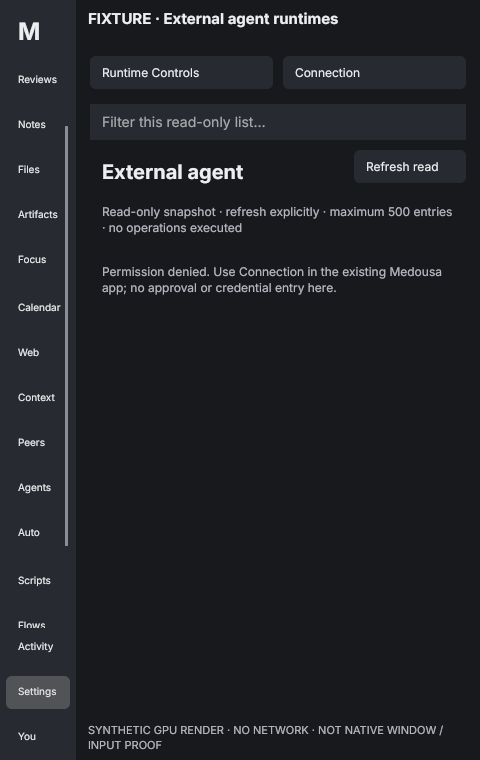 M
Reviews
Notes
Files
Artifacts
Focus
Calendar
Web
Context
Peers
Agents
Auto
Scripts
Flows
Activity
Settings
You
FIXTURE · External agent runtimes
Runtime Controls
Connection
Filter this read-only list...
External agent
Refresh read
Read-only snapshot · refresh explicitly · maximum 500 entries
· no operations executed
Permission denied. Use Connection in the existing Medousa
app; no approval or credential entry here.
SYNTHETIC GPU RENDER · NO NETWORK · NOT NATIVE WINDOW /
INPUT PROOF